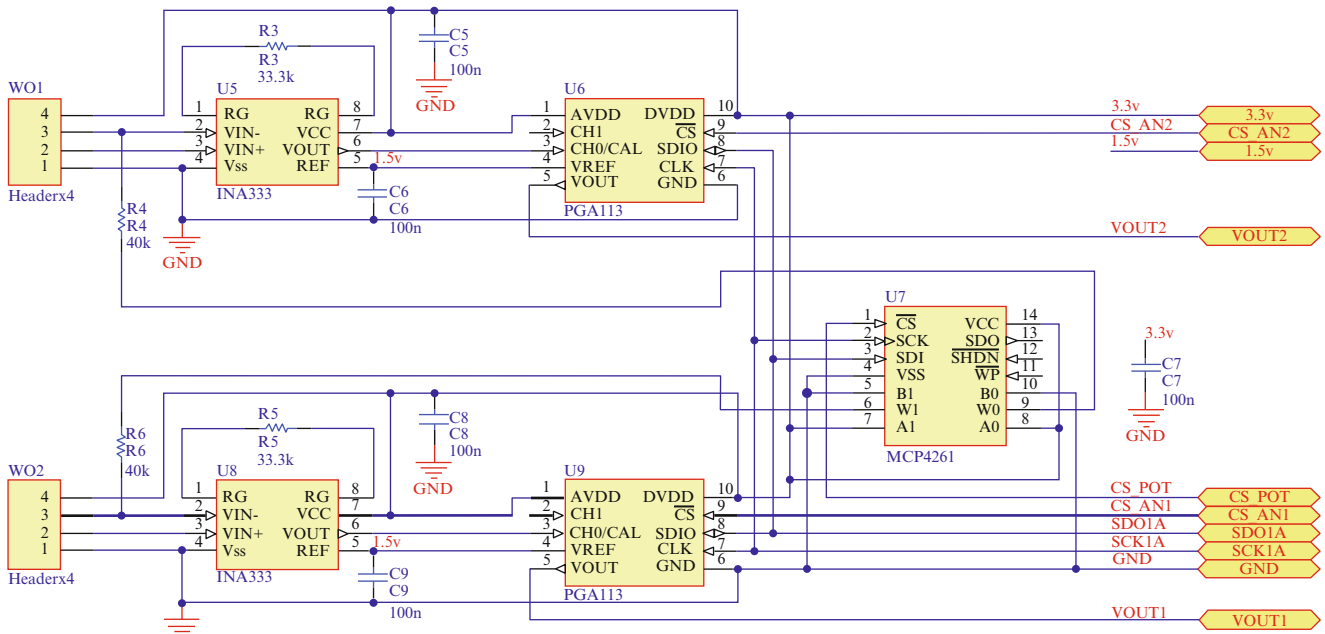 WO1
4
3
2
1
Headerx4
R3
R3
33.3k
U5
1 RG RG 8
2 VIN- VCC 7
3 VIN+ VOUT 6
4 Vss REF 5
INA333
1.5v
C5
C5
100n
GND
C6
C6
100n
R4
R4
40k
GND
U6
1 AVDD DVDD 10
2 CH1 CS 9
3 CH0/CAL SDIO 8
4 VREF CLK 7
5 VOUT GND 6
PGA113
3.3v 3.3v
CS_AN2 CS_AN2
1.5v 1.5v
VOUT2 VOUT2
U7
1 CS VCC 14
2 SCK SDO 13
3 SDI SHDN 12
4 VSS WP 11
5 B1 B0 10
6 W1 W0 9
7 A1 A0 8
MCP4261
3.3v
C7
C7
100n
GND
R6
R6
40k
WO2
4
3
2
1
Headerx4
R5
R5
33.3k
U8
1 RG RG 8
2 VIN- VCC 7
3 VIN+ VOUT 6
4 Vss REF 5
INA333
1.5v
C8
C8
100n
GND
C9
C9
100n
U9
1 AVDD DVDD 10
2 CH1 CS 9
3 CH0/CAL SDIO 8
4 VREF CLK 7
5 VOUT GND 6
PGA113
CS_POT CS_POT
CS_AN1 CS_AN1
SDO1A SDO1A
SCK1A SCK1A
GND GND
VOUT1 VOUT1